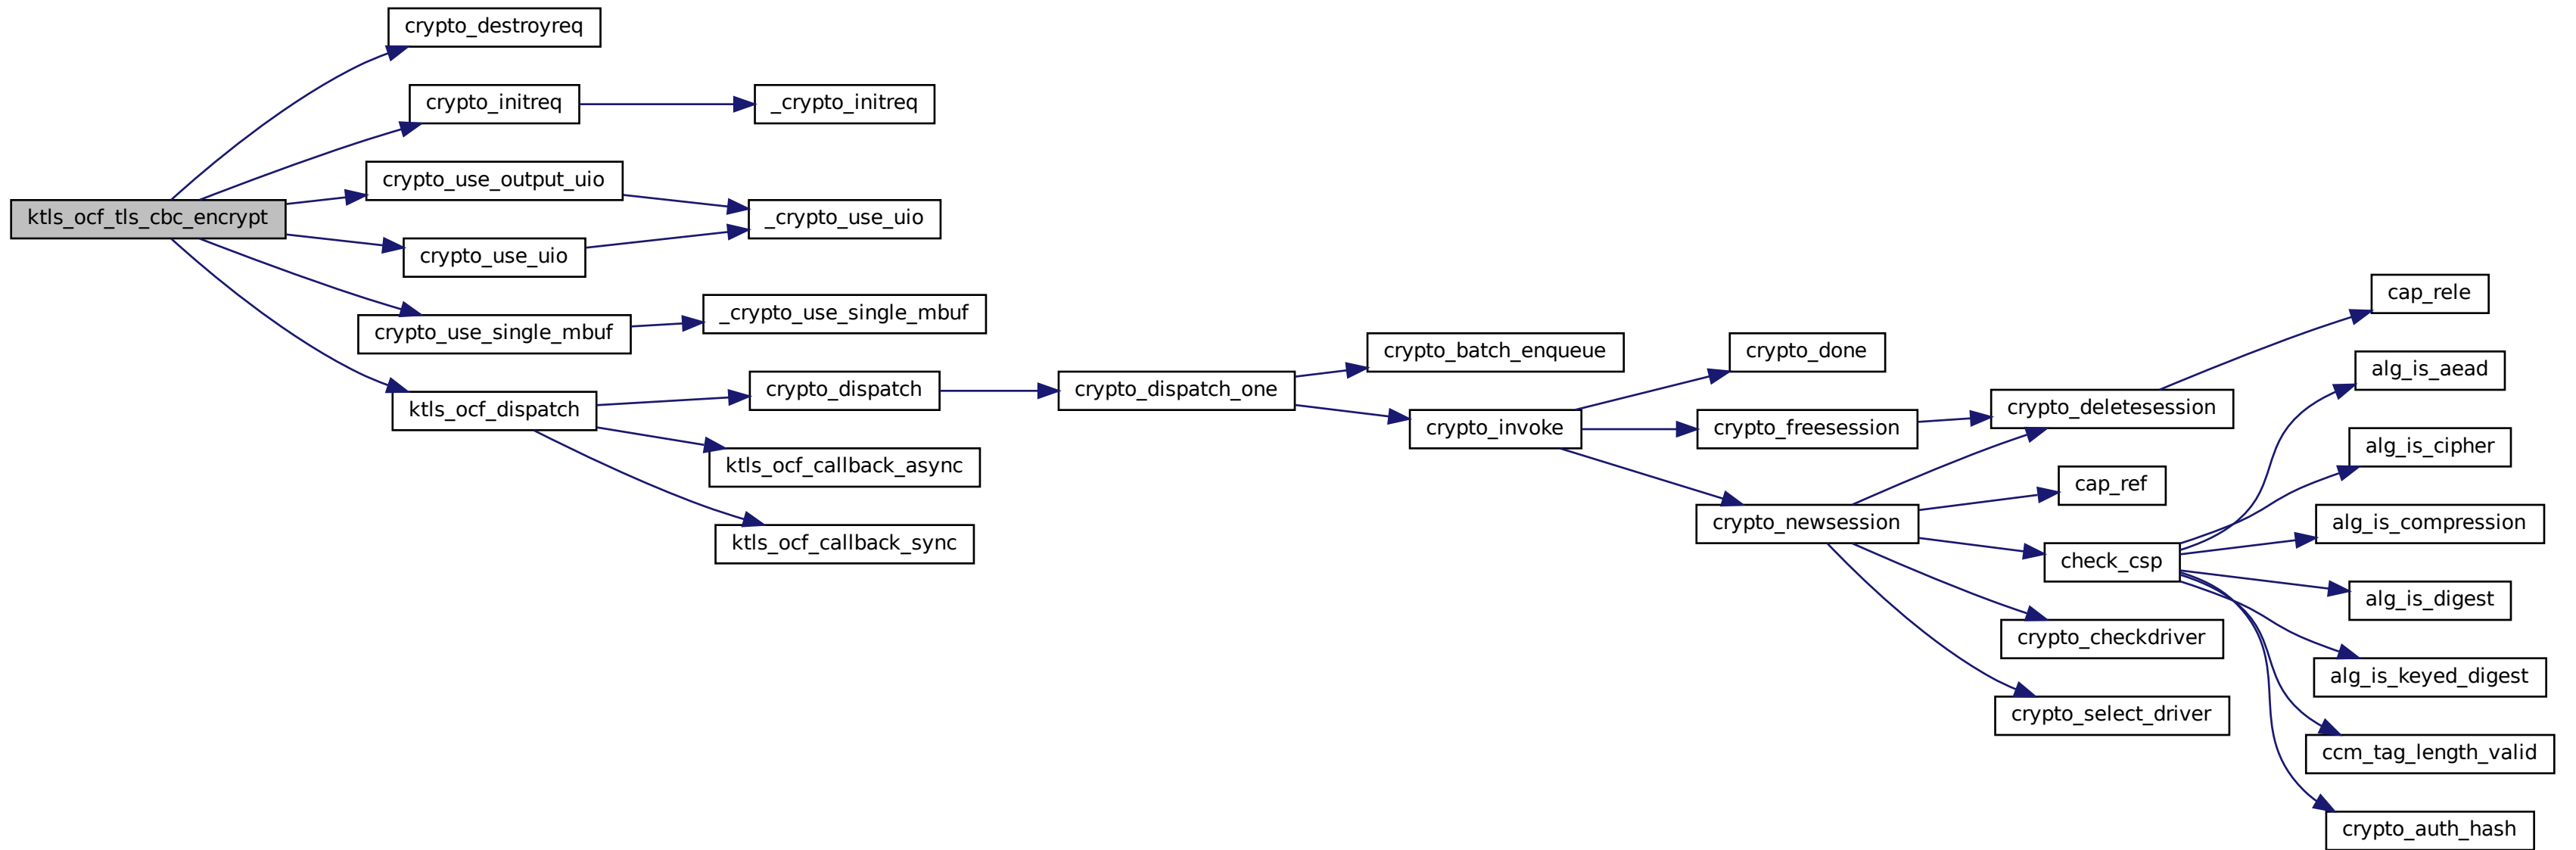 ktls_ocf_tls_cbc_encrypt
crypto_destroyreq
crypto_initreq
_crypto_initreq
crypto_use_output_uio
_crypto_use_uio
crypto_use_uio
crypto_use_single_mbuf
_crypto_use_single_mbuf
ktls_ocf_dispatch
crypto_dispatch
ktls_ocf_callback_async
ktls_ocf_callback_sync
crypto_dispatch_one
crypto_batch_enqueue
crypto_invoke
crypto_done
crypto_freesession
crypto_newsession
crypto_deletesession
cap_ref
check_csp
crypto_checkdriver
crypto_select_driver
cap_rele
alg_is_aead
alg_is_cipher
alg_is_compression
alg_is_digest
alg_is_keyed_digest
ccm_tag_length_valid
crypto_auth_hash